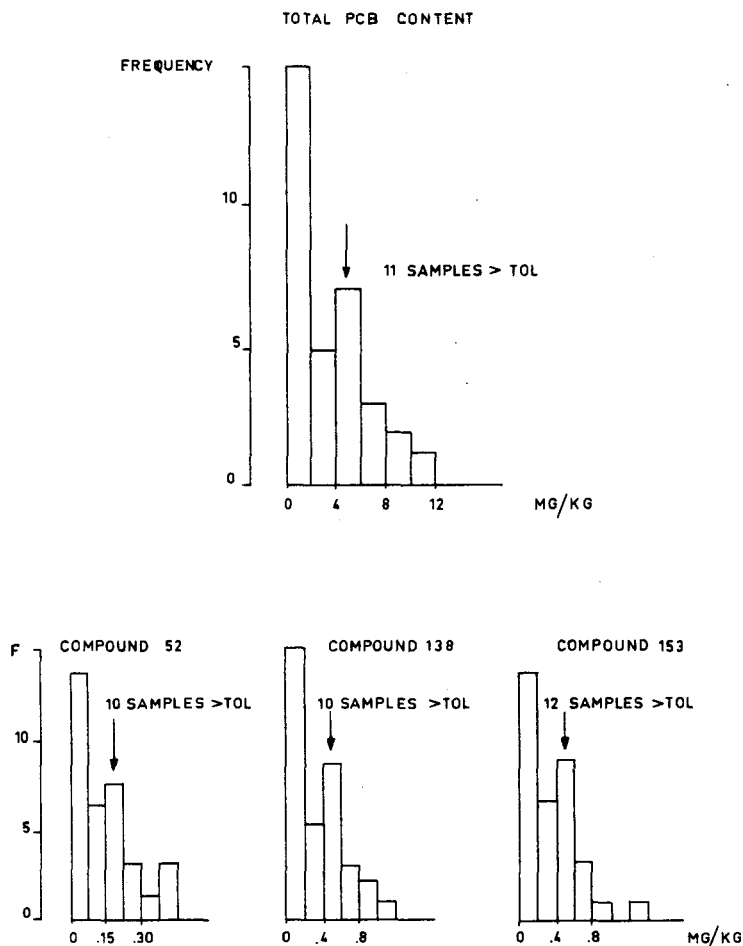 TOTAL PCB CONTENT
FREQUENCY
10
11 SAMPLES > TOL
5
0
0 4 8 12 MG/KG
F COMPOUND 52 COMPOUND 138 COMPOUND 153
10 SAMPLES >TOL 10 SAMPLES >TOL 12 SAMPLES >TOL
10
5
0
0 .15 .30 0 .4 .8 0 .4 .8 MG/KG